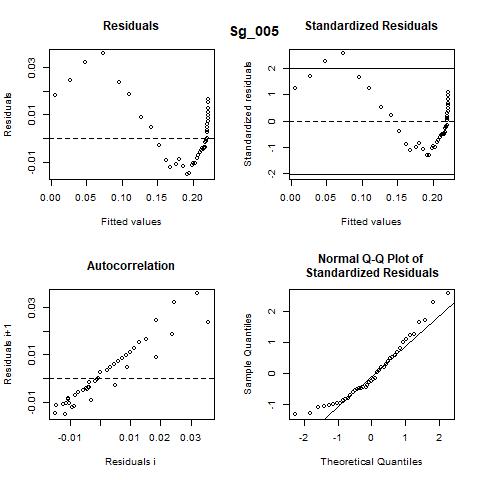 Sg_005
Residuals
Residuals
-0.01 0.01 0.03
0.00 0.05 0.10 0.15 0.20
Fitted values
Standardized Residuals
Standardized residuals
-2 -1 0 1 2
0.00 0.05 0.10 0.15 0.20
Fitted values
Autocorrelation
Residuals i+1
-0.01 0.01 0.03
-0.01 0.01 0.02 0.03
Residuals i
Normal Q-Q Plot of
Standardized Residuals
Sample Quantiles
-1 0 1 2
-2 -1 0 1 2
Theoretical Quantiles